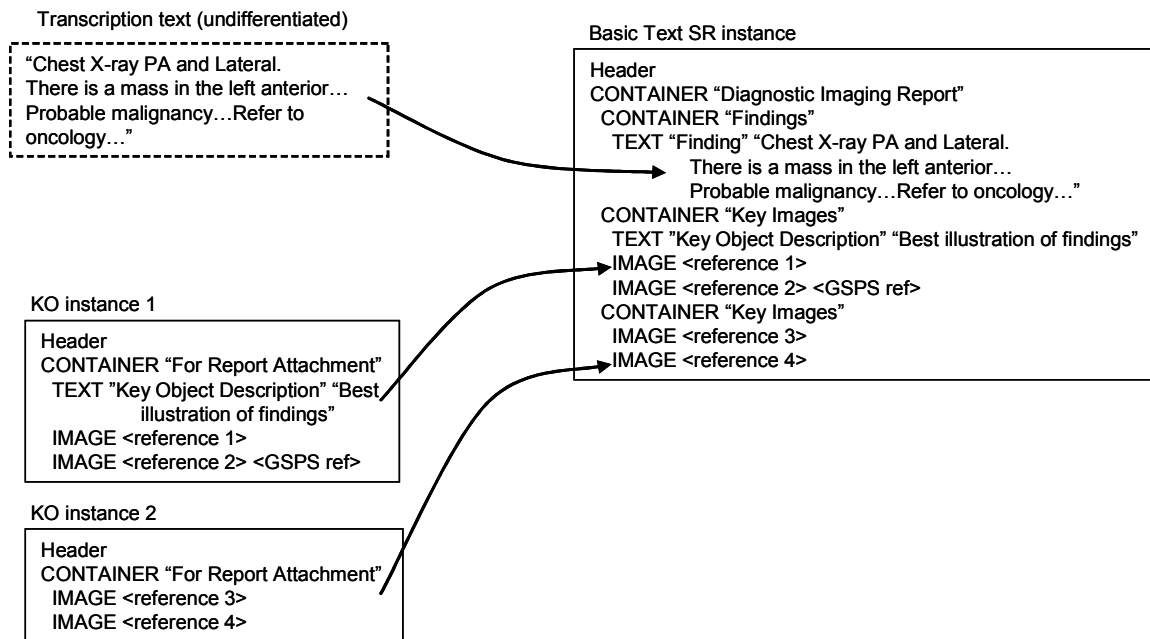 Transcription text (undifferentiated)
“Chest X-ray PA and Lateral.
There is a mass in the left anterior…
Probable malignancy…Refer to
oncology…”
KO instance 1
Header
CONTAINER “For Report Attachment”
TEXT ”Key Object Description” “Best
illustration of findings”
IMAGE <reference 1>
IMAGE <reference 2> <GSPS ref>
KO instance 2
Header
CONTAINER “For Report Attachment”
IMAGE <reference 3>
IMAGE <reference 4>
Basic Text SR instance
Header
CONTAINER “Diagnostic Imaging Report”
CONTAINER “Findings”
TEXT “Finding” “Chest X-ray PA and Lateral.
There is a mass in the left anterior…
Probable malignancy…Refer to oncology…”
CONTAINER “Key Images”
TEXT ”Key Object Description” “Best illustration of findings”
IMAGE <reference 1>
IMAGE <reference 2> <GSPS ref>
CONTAINER “Key Images”
IMAGE <reference 3>
IMAGE <reference 4>